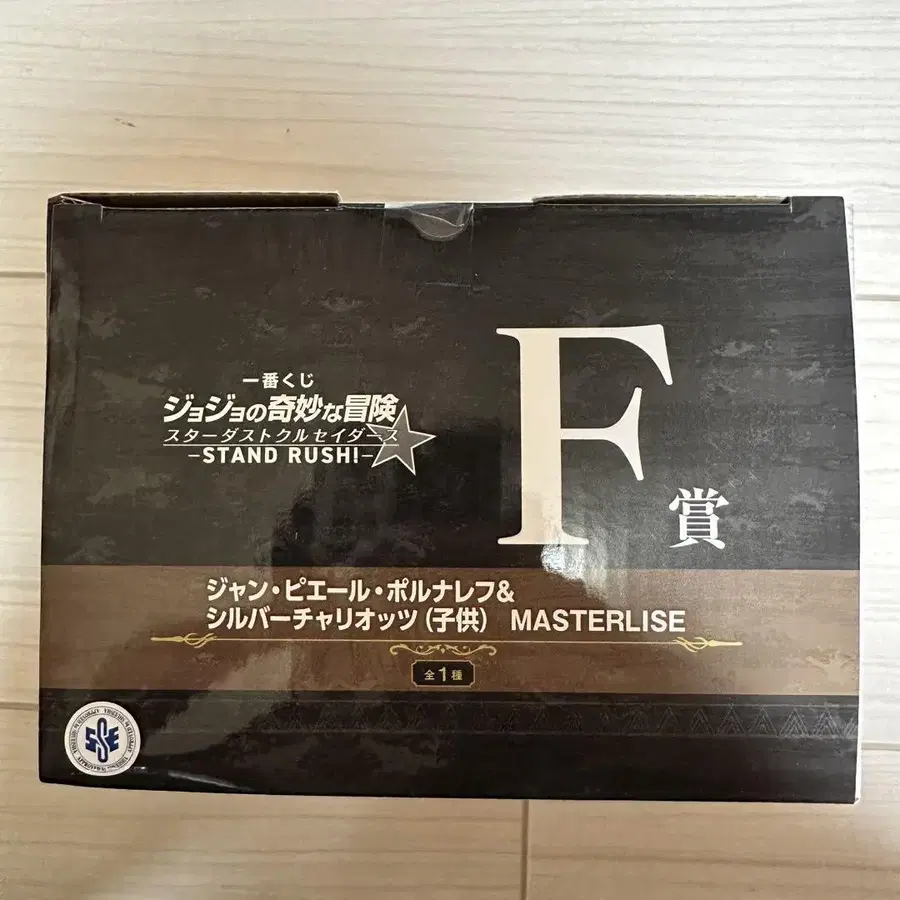 一番くじ
ジョジョの奇妙な冒険
スターダストクルセイダース
-STAND RUSH!-
F
賞
ジャン・ピエール・ポルナレフ&
シルバーチャリオッツ(子供) MASTERLISE
全1種